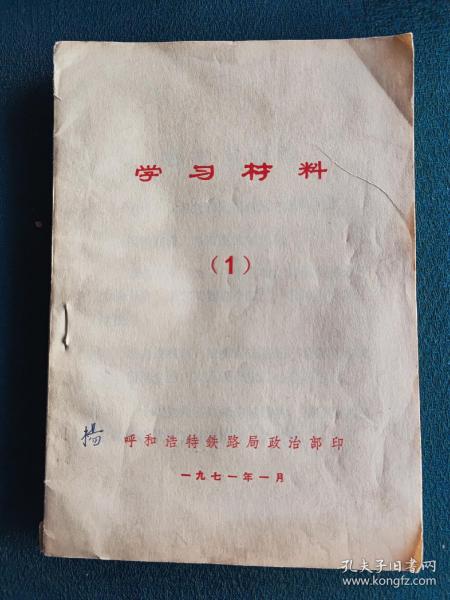 学习材料
（1）
杨
呼和浩特铁路局政治部印
一九七一年一月
孔夫子旧书网
www.kongfz.com